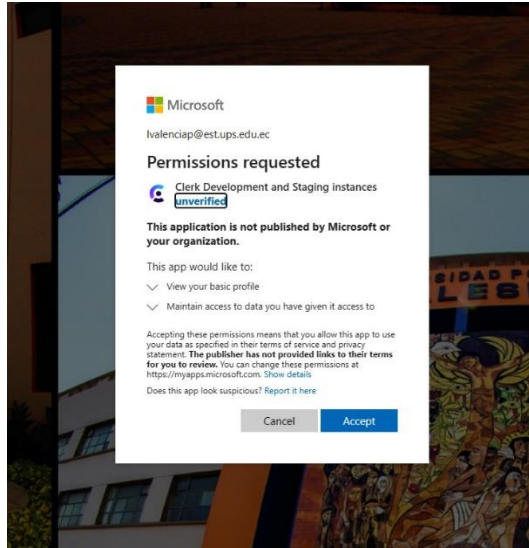 Microsoft
lvalenciap@est.ups.edu.ec
Permissions requested
Clerk Development and Staging instances
unverified
This application is not published by Microsoft or
your organization.
This app would like to:
View your basic profile
Maintain access to data you have given it access to
Accepting these permissions means that you allow this app to use
your data as specified in their terms of service and privacy
statement. The publisher has not provided links to their terms
for you to review. You can change these permissions at
https://myapps.microsoft.com. Show details
Does this app look suspicious? Report it here
Cancel Accept